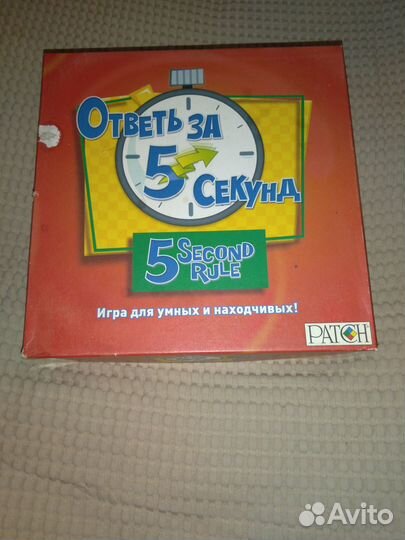 Ответь за
5 секунд
5 Second
Rule
Игра для умных и находчивых!
PATCH
Avito